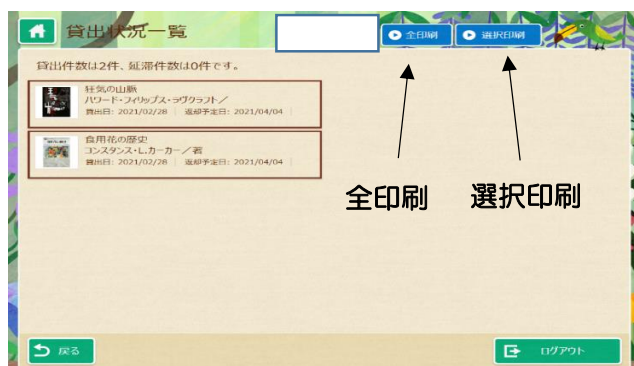 貸出状況一覧
全印刷
選択印刷
貸出件数は2件、延滞件数は0件です。
狂気の山脈
ハワード・フィリップス・ラヴクラフト／
貸出日: 2021/02/28 返却予定日: 2021/04/04
食用花の歴史
コンスタンス・L.カーカー／著
貸出日: 2021/02/28 返却予定日: 2021/04/04
全印刷 選択印刷
戻る
ログアウト